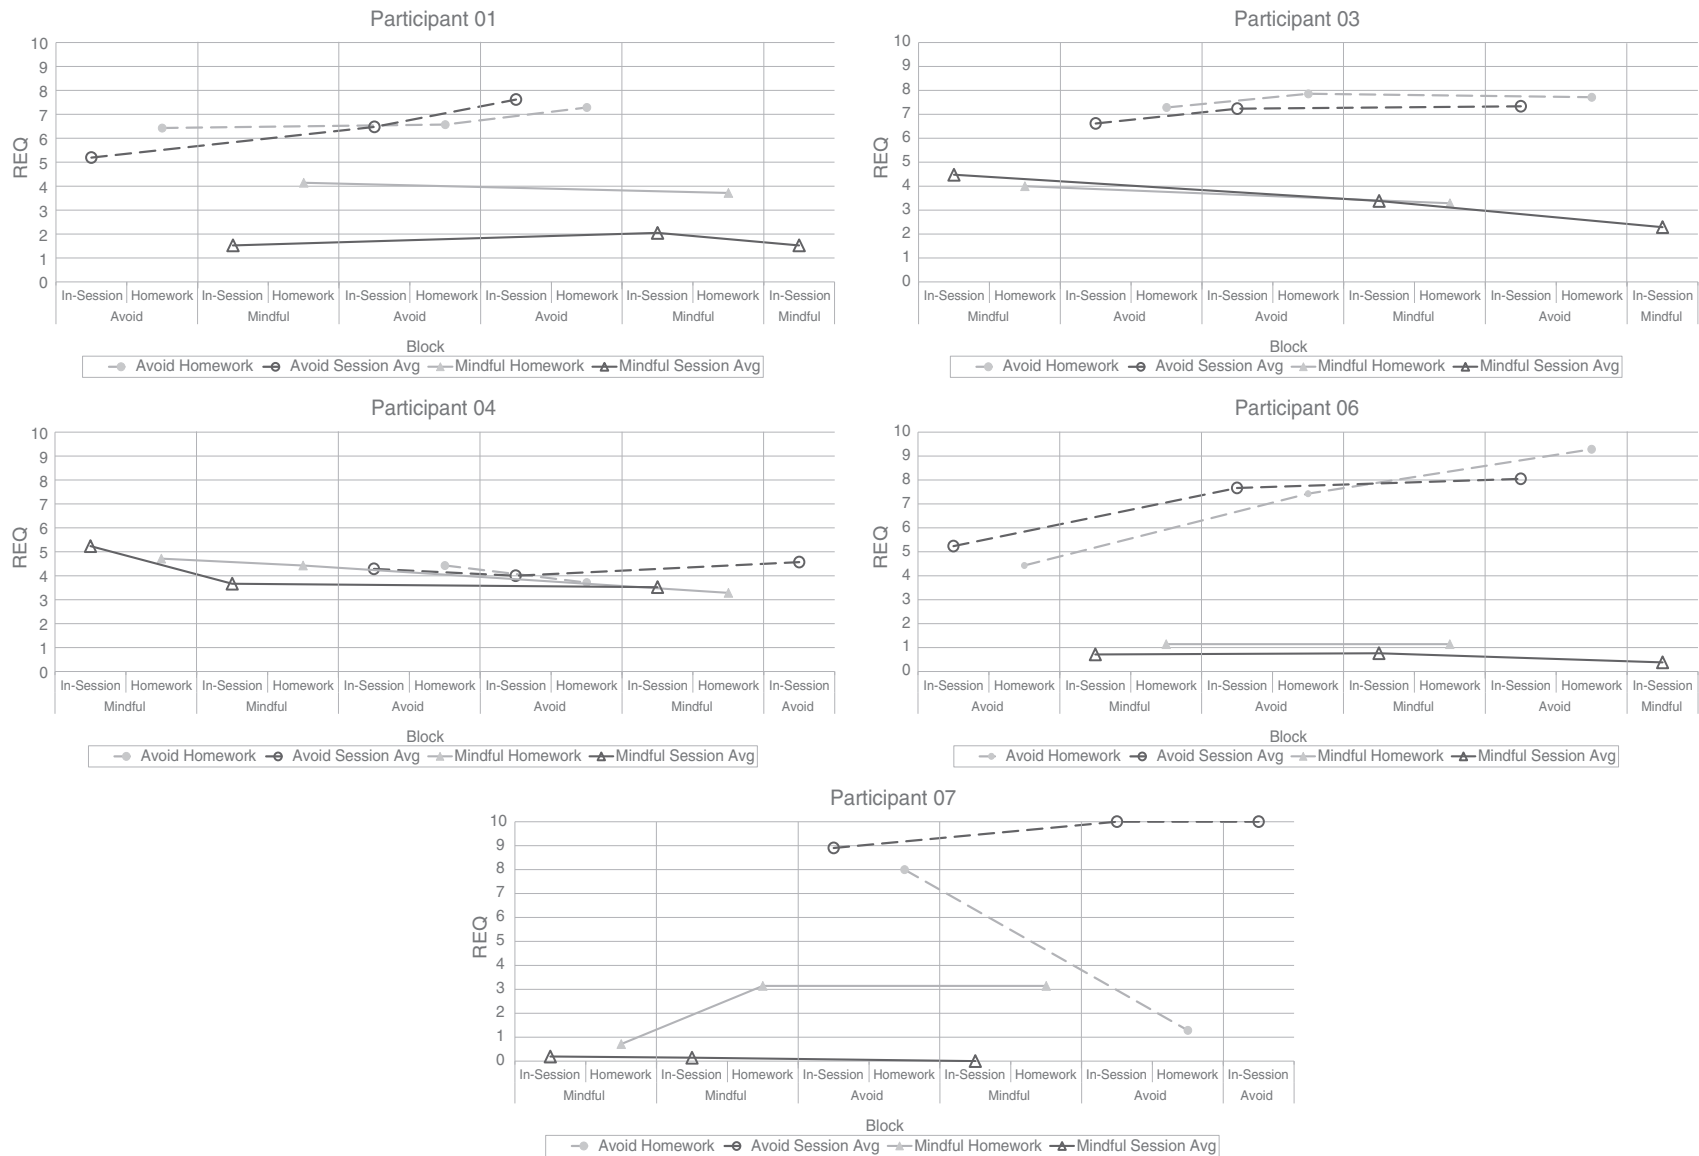 Participant 01
10
9
8
7
6
5
4
3
2
1
0
REQ
In-Session Homework In-Session Homework In-Session Homework In-Session Homework In-Session Homework In-Session
Avoid Mindful Avoid Avoid Mindful Mindful
Block
Avoid Homework Avoid Session Avg Mindful Homework Mindful Session Avg
Participant 03
10
9
8
7
6
5
4
3
2
1
0
REQ
In-Session Homework In-Session Homework In-Session Homework In-Session Homework In-Session Homework In-Session
Mindful Avoid Avoid Mindful Avoid Mindful
Block
Avoid Homework Avoid Session Avg Mindful Homework Mindful Session Avg
Participant 04
10
9
8
7
6
5
4
3
2
1
0
REQ
In-Session Homework In-Session Homework In-Session Homework In-Session Homework In-Session Homework In-Session
Mindful Mindful Avoid Avoid Mindful Avoid
Block
Avoid Homework Avoid Session Avg Mindful Homework Mindful Session Avg
Participant 06
10
9
8
7
6
5
4
3
2
1
0
REQ
In-Session Homework In-Session Homework In-Session Homework In-Session Homework In-Session Homework In-Session
Avoid Mindful Avoid Mindful Avoid Mindful
Block
Avoid Homework Avoid Session Avg Mindful Homework Mindful Session Avg
Participant 07
10
9
8
7
6
5
4
3
2
1
0
REQ
In-Session Homework In-Session Homework In-Session Homework In-Session Homework In-Session Homework In-Session
Mindful Mindful Avoid Mindful Avoid Avoid
Block
Avoid Homework Avoid Session Avg Mindful Homework Mindful Session Avg